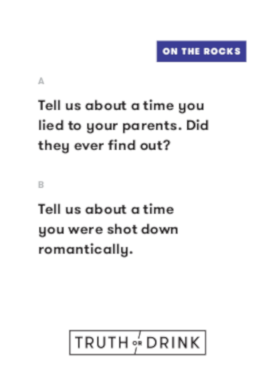 ON THE ROCKS
A
Tell us about a time you
lied to your parents. Did
they ever find out?
B
Tell us about a time
you were shot down
romantically.
TRUTH OR DRINK